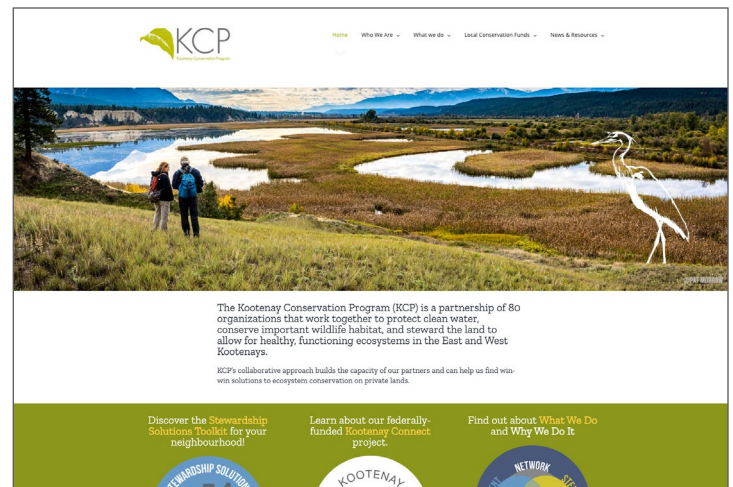 KCP
Kootenay Conservation Program
Home Who We Are What we do Local Conservation Funds News & Resources
©PAT MORROW
The Kootenay Conservation Program (KCP) is a partnership of 80
organizations that work together to protect clean water,
conserve important wildlife habitat, and steward the land to
allow for healthy, functioning ecosystems in the East and West
Kootenays.
KCP's collaborative approach builds the capacity of our partners and can help us find win-
win solutions to ecosystem conservation on private lands.
Discover the Stewardship
Solutions Toolkit for your
neighbourhood!
Learn about our federally-
funded Kootenay Connect
project.
Find out about What We Do
and Why We Do It
KOOTENAY
NETWORK